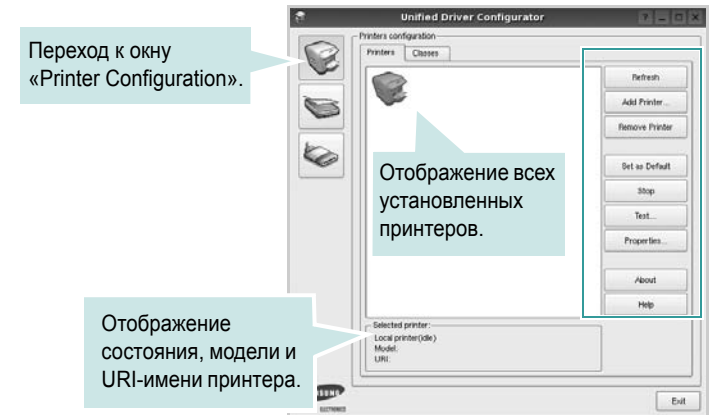 Unified Driver Configurator
Переход к окну
«Printer Configuration».
Printers configuration
Printers
Classes
Refresh
Add Printer...
Remove Printer
Set as Default
Stop
Test...
Properties...
About
Help
Отображение всех
установленных
принтеров.
Selected printer:
Local printer(idle)
Model:
URI:
Отображение
состояния, модели и
URI-имени принтера.
ELECTRONICS
Exit